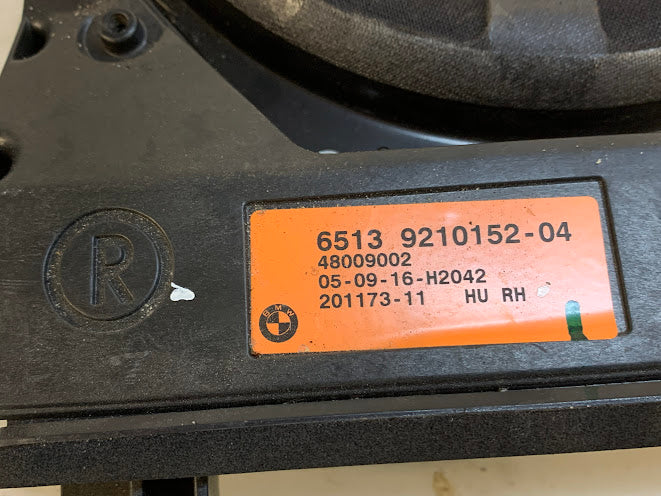 6513 9210152-04
48009002
05-09-16-H2042
201173-11 HU RH
BMW
R